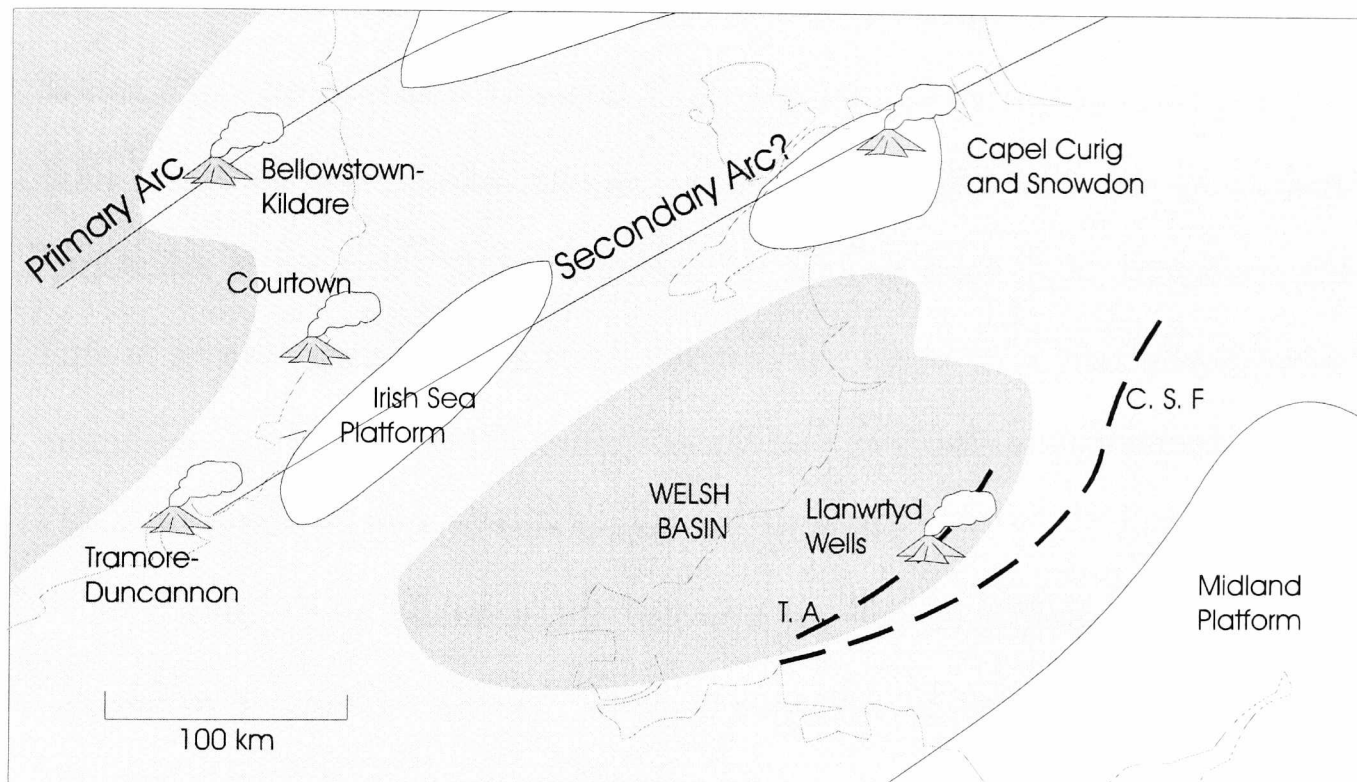 Primary Arc
Bellowstown-
Kildare
Secondary Arc?
Capel Curig
and Snowdon
Courtown
Irish Sea
Platform
C. S. F
WELSH
BASIN
Llanwrtyd
Wells
Tramore-
Duncannon
T. A.
Midland
Platform
100 km